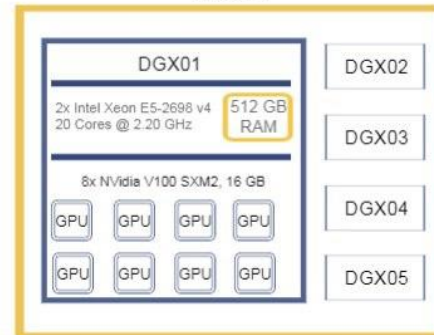 DGX01
2x Intel Xeon E5-2698 v4
20 Cores @ 2.20 GHz
512 GB
RAM
8x NVidia V100 SXM2, 16 GB
GPU GPU GPU GPU
GPU GPU GPU GPU
DGX02
DGX03
DGX04
DGX05